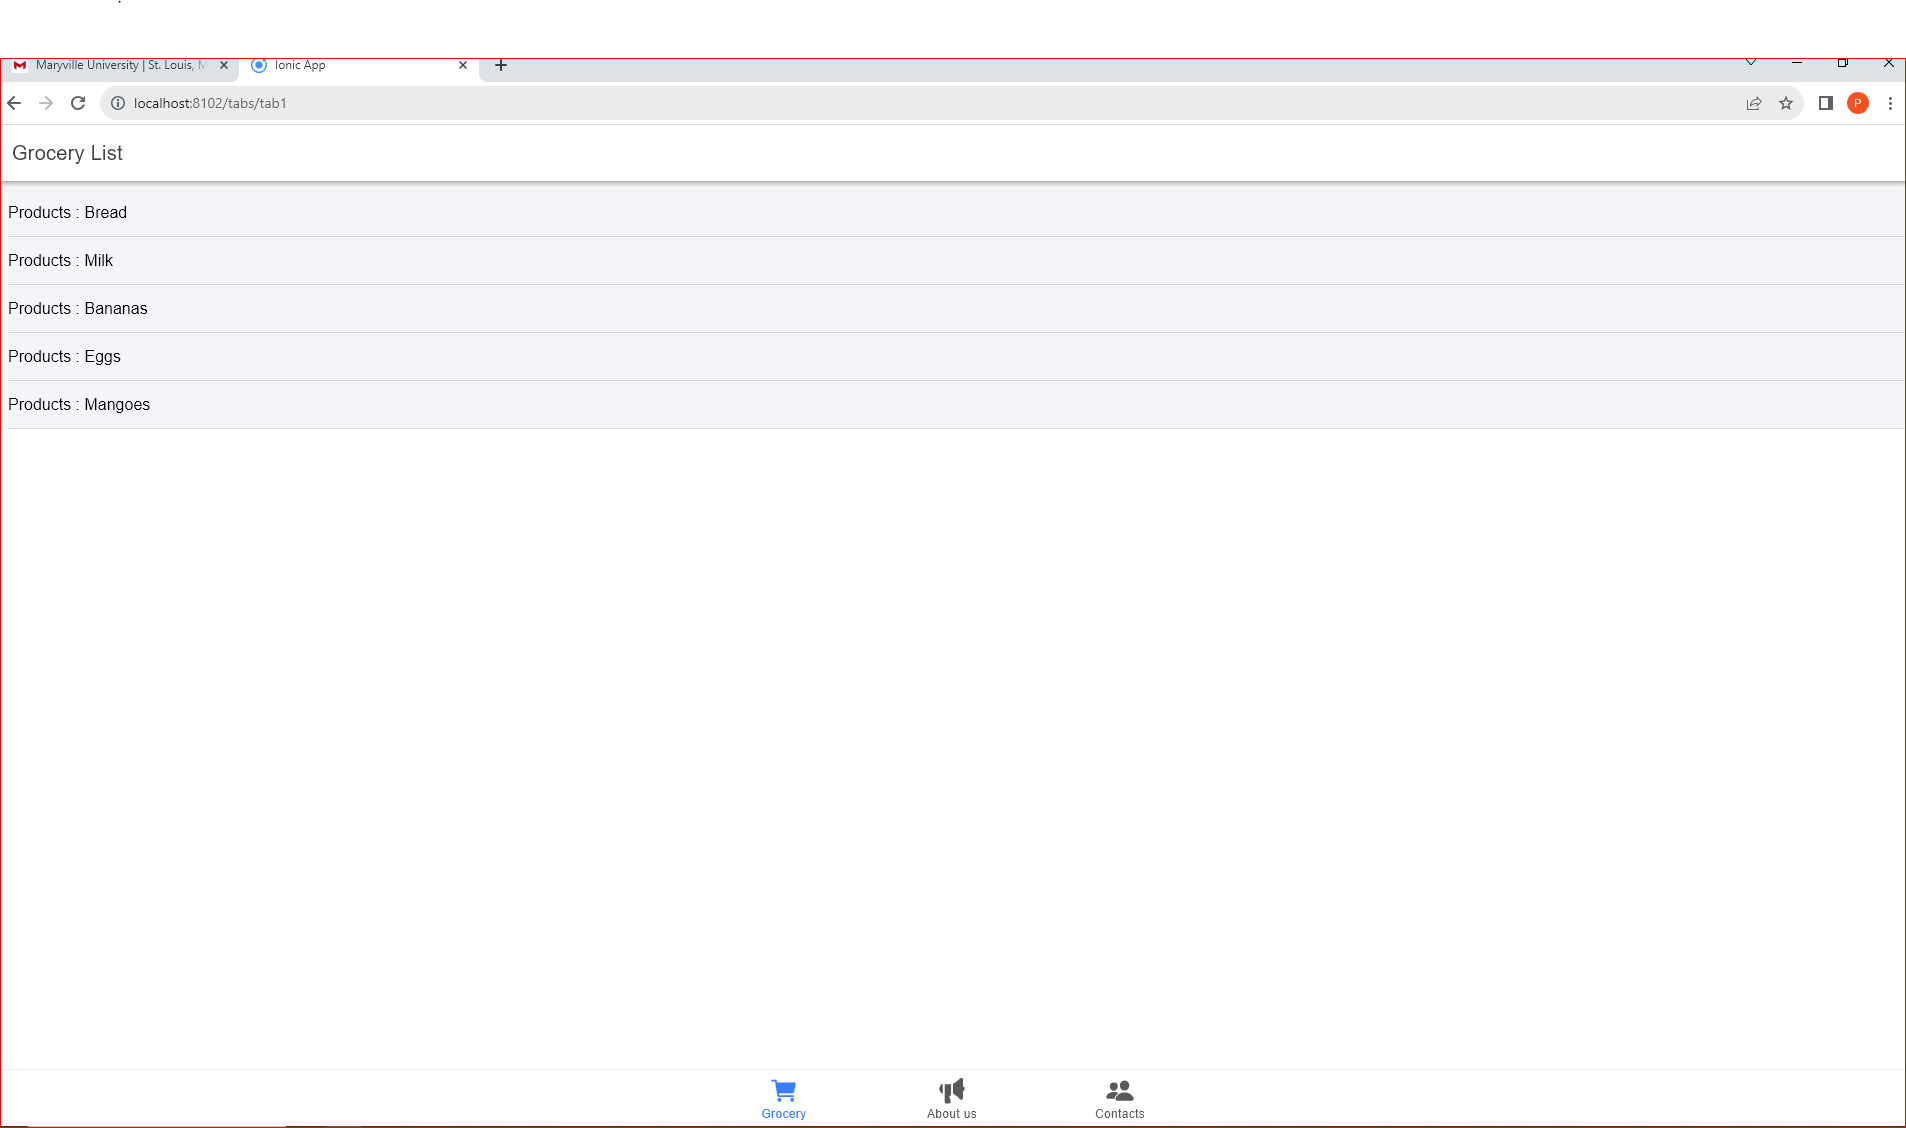 Maryville University | St. Louis, M
Ionic App
localhost:8102/tabs/tab1
P
Grocery List
Products : Bread
Products : Milk
Products : Bananas
Products : Eggs
Products : Mangoes
Grocery
About us
Contacts